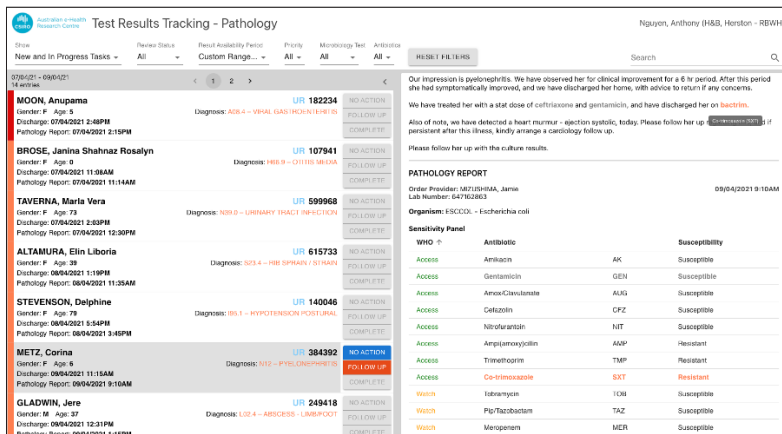 CSIRO
Australian e-Health
Research Centre
Test Results Tracking - Pathology
Nguyen, Anthony (H&B, Herston - RBWH
Show
New and In Progress Tasks
Review Status
All
Result Availability Period
Custom Range...
Priority
All
Microbiology Test
All
Antibiotics
All
RESET FILTERS
Search
07/04/21 - 09/04/21
14 entries
1
2
MOON, Anupama
UR 182234
NO ACTION
Gender: F Age: 5
Diagnosis: A08.4 – VIRAL GASTROENTERITIS
FOLLOW UP
Discharge: 07/04/2021 2:48PM
Pathology Report: 07/04/2021 2:15PM
COMPLETE
BROSE, Janina Shahnaz Rosalyn
UR 107941
NO ACTION
Gender: F Age: 0
Diagnosis: H66.9 – OTITIS MEDIA
FOLLOW UP
Discharge: 07/04/2021 11:08AM
Pathology Report: 07/04/2021 11:14AM
COMPLETE
TAVERNA, Marla Vera
UR 599968
NO ACTION
Gender: F Age: 73
Diagnosis: N39.0 – URINARY TRACT INFECTION
FOLLOW UP
Discharge: 07/04/2021 2:03PM
Pathology Report: 07/04/2021 12:30PM
COMPLETE
ALTAMURA, Elin Liboria
UR 615733
NO ACTION
Gender: F Age: 39
Diagnosis: S23.4 – RIB SPRAIN / STRAIN
FOLLOW UP
Discharge: 08/04/2021 1:19PM
Pathology Report: 08/04/2021 11:35AM
COMPLETE
STEVENSON, Delphine
UR 140046
NO ACTION
Gender: F Age: 79
Diagnosis: I95.1 – HYPOTENSION POSTURAL
FOLLOW UP
Discharge: 08/04/2021 5:54PM
Pathology Report: 08/04/2021 3:45PM
COMPLETE
METZ, Corina
UR 384392
NO ACTION
Gender: F Age: 6
Diagnosis: N12 – PYELONEPHRITIS
FOLLOW UP
Discharge: 09/04/2021 11:15AM
Pathology Report: 09/04/2021 9:10AM
COMPLETE
GLADWIN, Jere
UR 249418
NO ACTION
Gender: M Age: 37
Diagnosis: L02.4 – ABSCESS - LIMB/FOOT
FOLLOW UP
Discharge: 09/04/2021 12:31PM
Pathology Report: 09/04/2021 1:15PM
COMPLETE
Our impression is pyelonephritis. We have observed her for clinical improvement for a 6 hr period. After this period
she had symptomatically improved, and we have discharged her home, with advice to return if any concerns.
We have treated her with a stat dose of ceftriaxone and gentamicin, and have discharged her on bactrim.
Co-trimoxazole (SXT)
Also of note, we have detected a heart murmur - ejection systolic, today. Please follow her up if
persistent after this illness, kindly arrange a cardiology follow up.
Please follow her up with the culture results.
PATHOLOGY REPORT
Order Provider: MIZUSHIMA, Jamie
09/04/2021 9:10AM
Lab Number: 647162863
Organism: ESCCOL - Escherichia coli
Sensitivity Panel
WHO ↑ Antibiotic Susceptibility
Access Amikacin AK Susceptible
Access Gentamicin GEN Susceptible
Access Amox/Clavulanate AUG Susceptible
Access Cefazolin CFZ Susceptible
Access Nitrofurantoin NIT Susceptible
Access Ampi(amoxy)cillin AMP Resistant
Access Trimethoprim TMP Resistant
Access Co-trimoxazole SXT Resistant
Watch Tobramycin TOB Susceptible
Watch Pip/Tazobactam TAZ Susceptible
Watch Meropenem MER Susceptible